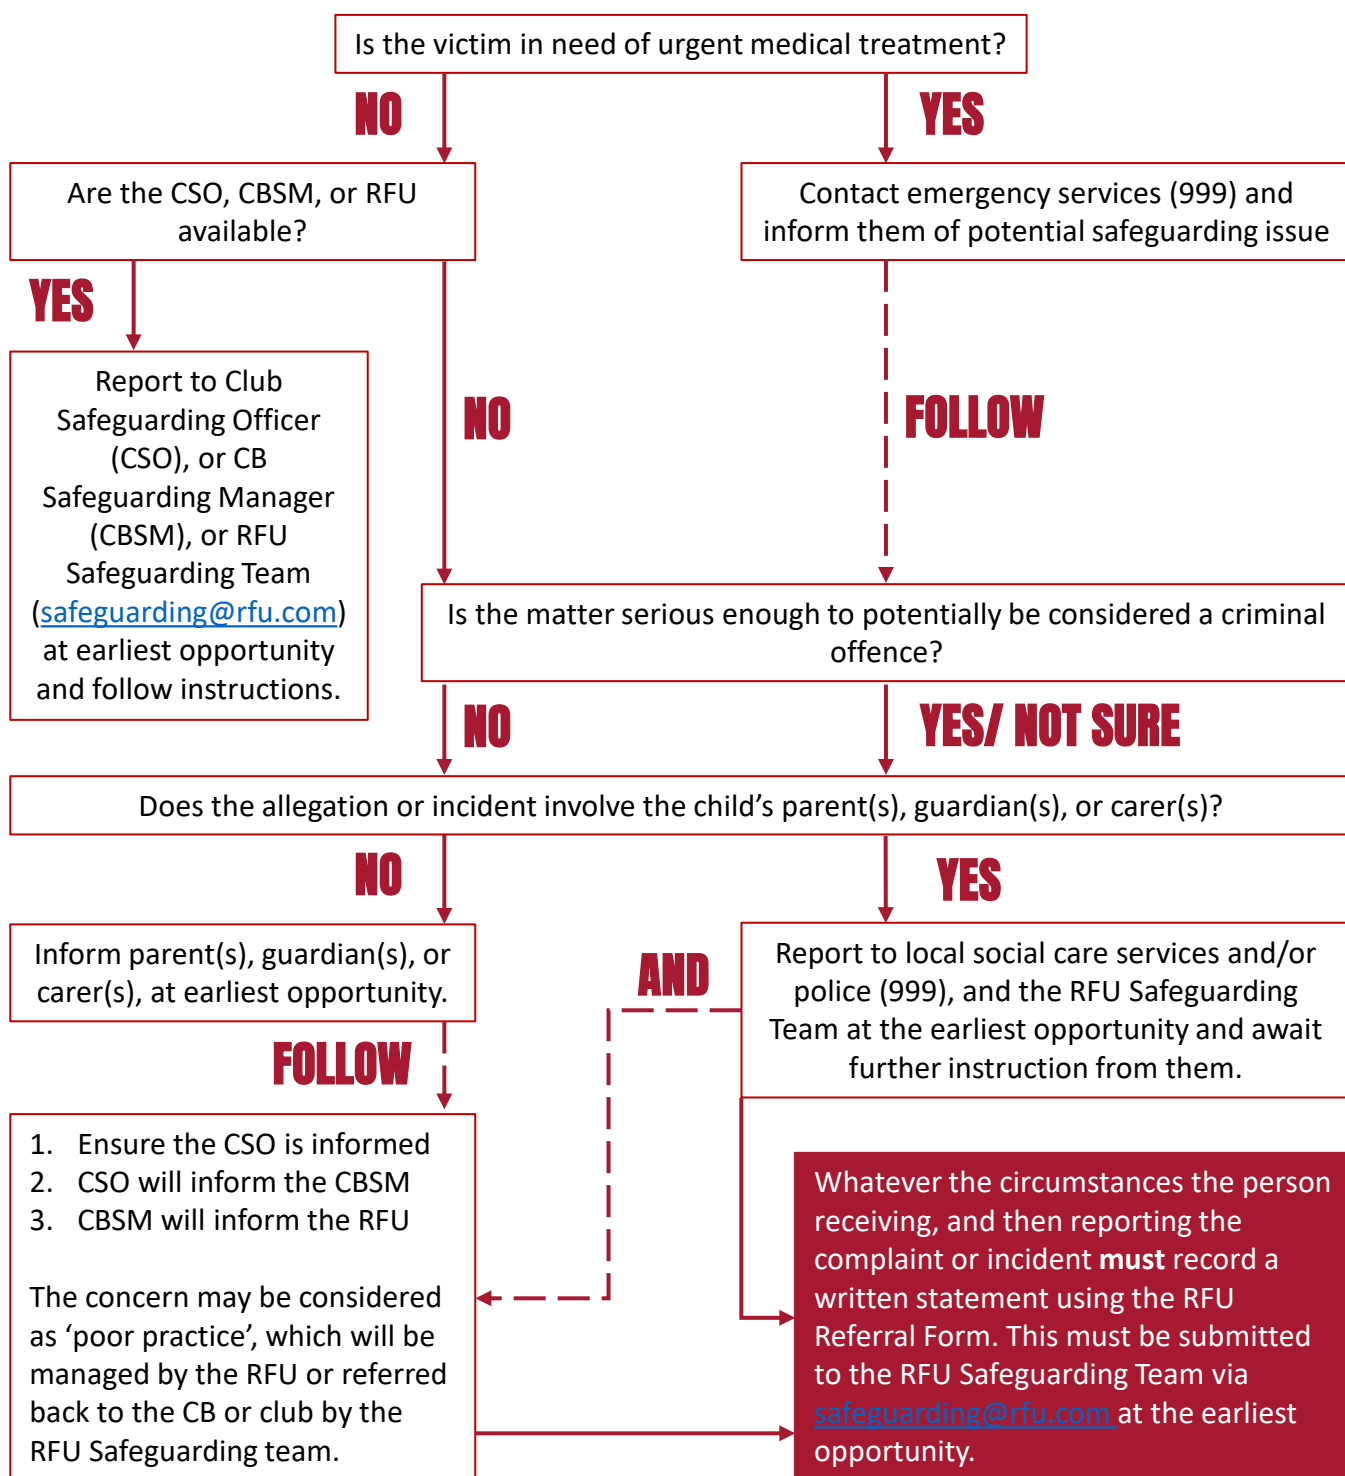 Is the victim in need of urgent medical treatment?
NO
YES
Are the CSO, CBSM, or RFU
available?
Contact emergency services (999) and
inform them of potential safeguarding issue
YES
NO
FOLLOW
Report to Club
Safeguarding Officer
(CSO), or CB
Safeguarding Manager
(CBSM), or RFU
Safeguarding Team
(safeguarding@rfu.com)
at earliest opportunity
and follow instructions.
Is the matter serious enough to potentially be considered a criminal
offence?
NO
YES/ NOT SURE
Does the allegation or incident involve the child’s parent(s), guardian(s), or carer(s)?
NO
YES
Inform parent(s), guardian(s), or
carer(s), at earliest opportunity.
AND
Report to local social care services and/or
police (999), and the RFU Safeguarding
Team at the earliest opportunity and await
further instruction from them.
FOLLOW
1. Ensure the CSO is informed
2. CSO will inform the CBSM
3. CBSM will inform the RFU
The concern may be considered
as ‘poor practice’, which will be
managed by the RFU or referred
back to the CB or club by the
RFU Safeguarding team.
Whatever the circumstances the person
receiving, and then reporting the
complaint or incident must record a
written statement using the RFU
Referral Form. This must be submitted
to the RFU Safeguarding Team via
safeguarding@rfu.com at the earliest
opportunity.